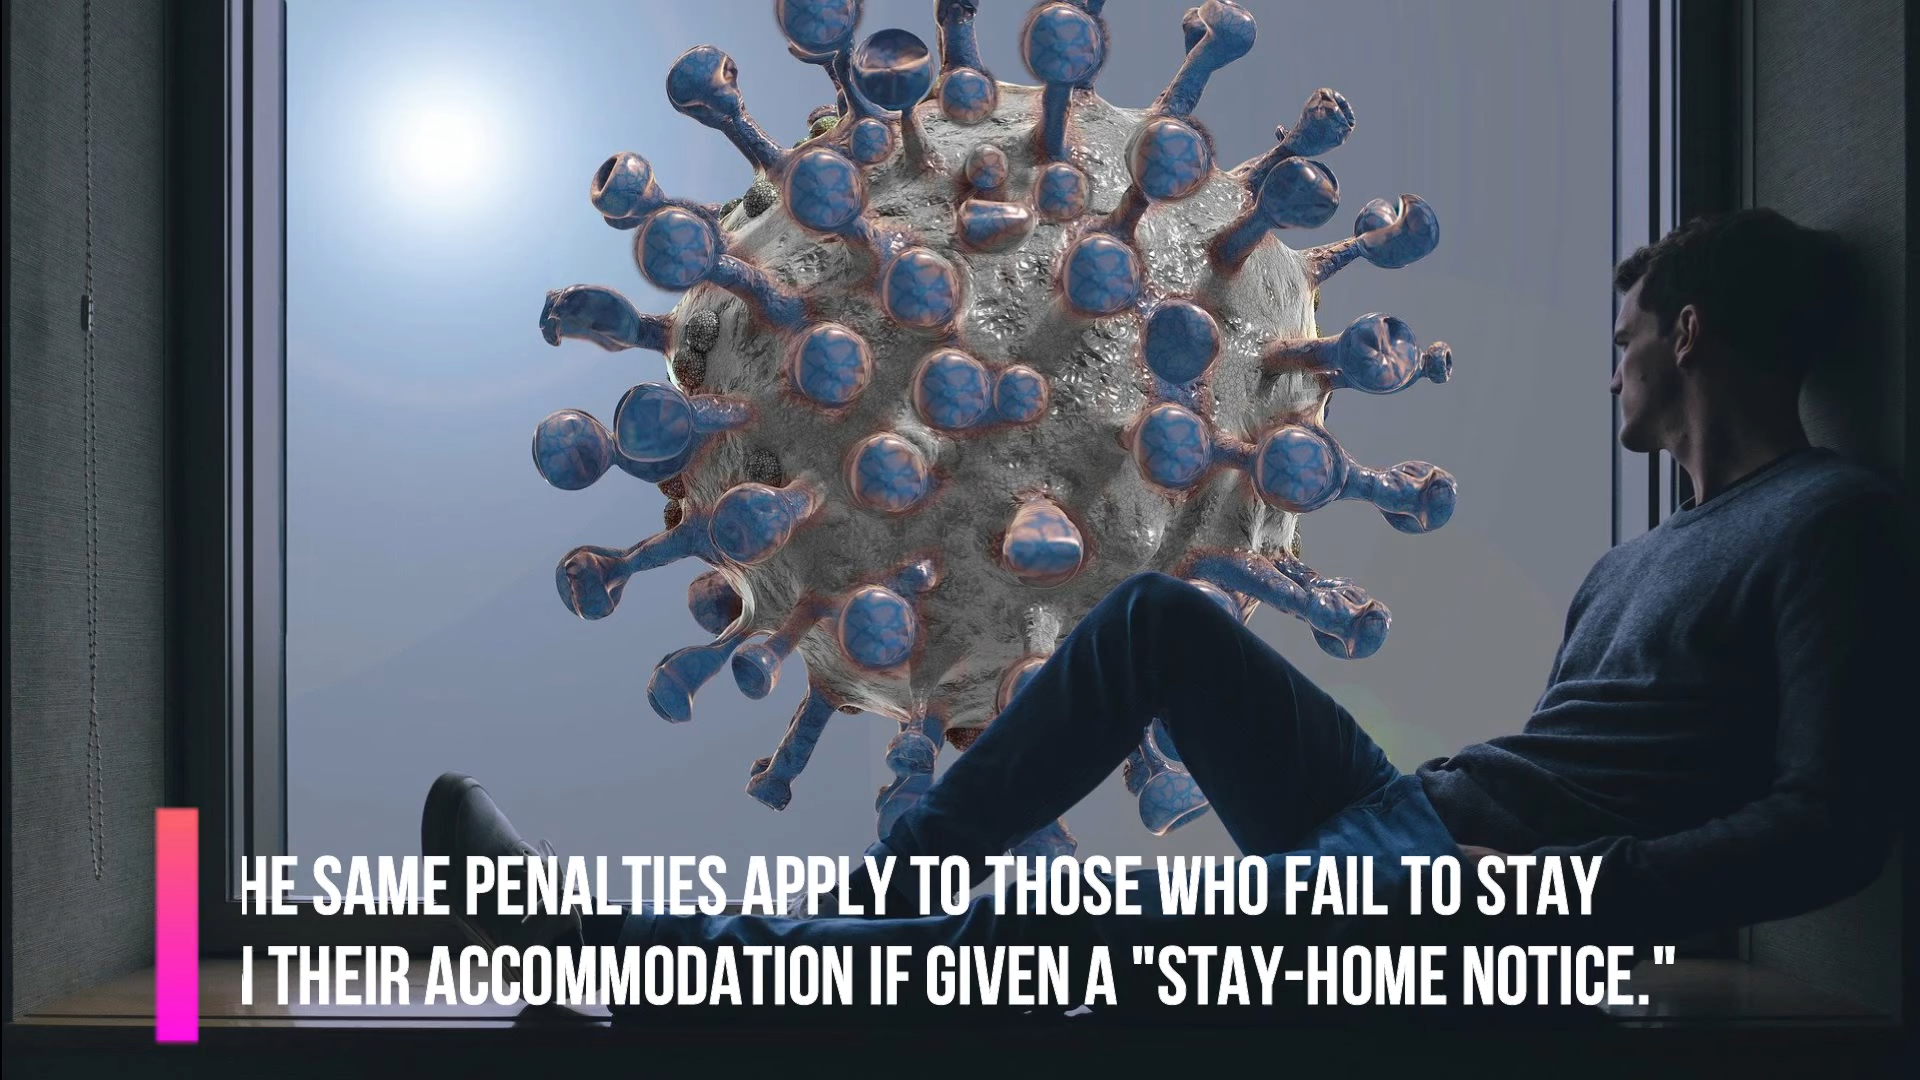 HE SAME PENALTIES APPLY TO THOSE WHO FAIL TO STAY
THEIR ACCOMMODATION IF GIVEN A "STAY-HOME NOTICE."